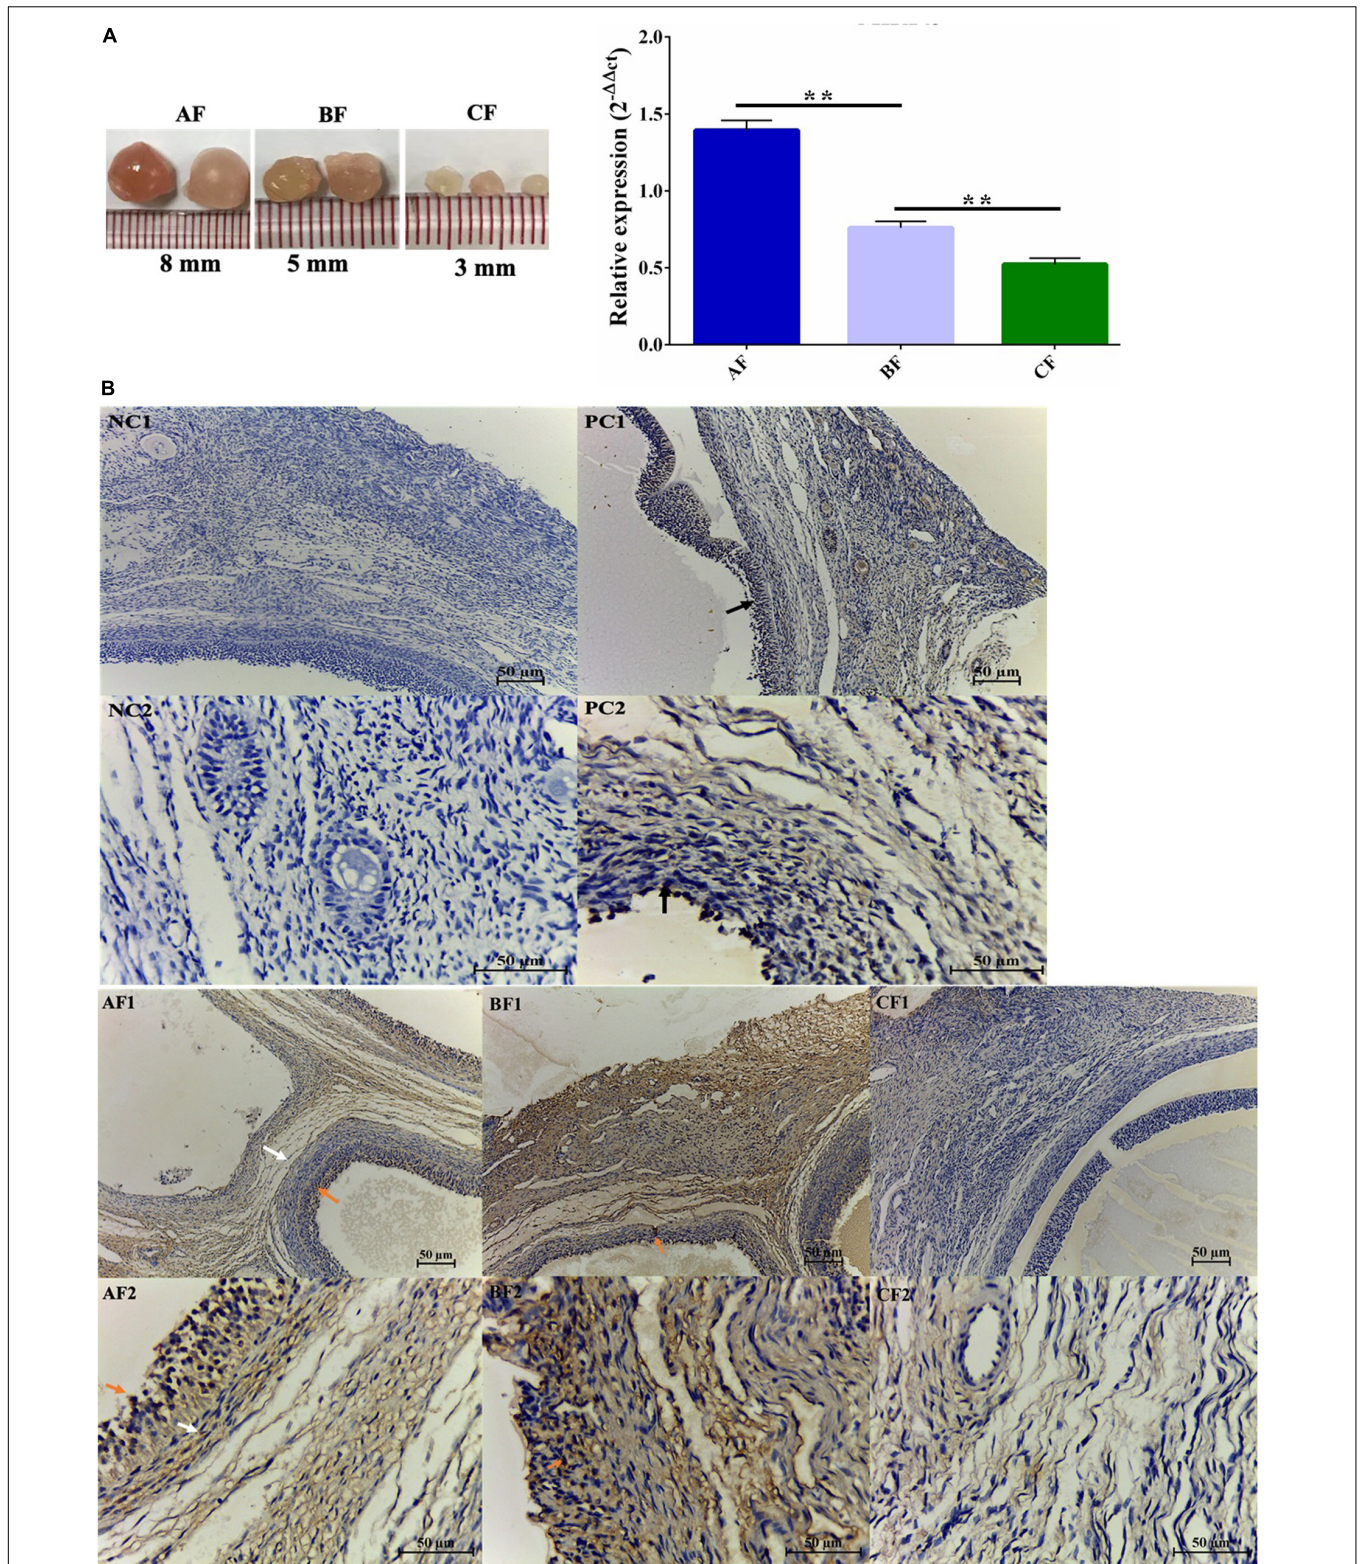 A
AF BF CF
8 mm 5 mm 3 mm
Relative expression (2^-ΔΔct)
2.0
1.5
1.0
0.5
0.0
**
**
AF BF CF
B
NC1 PC1
50 µm 50 µm
NC2 PC2
50 µm 50 µm
AF1 BF1 CF1
50 µm 50 µm 50 µm
AF2 BF2 CF2
50 µm 50 µm 50 µm